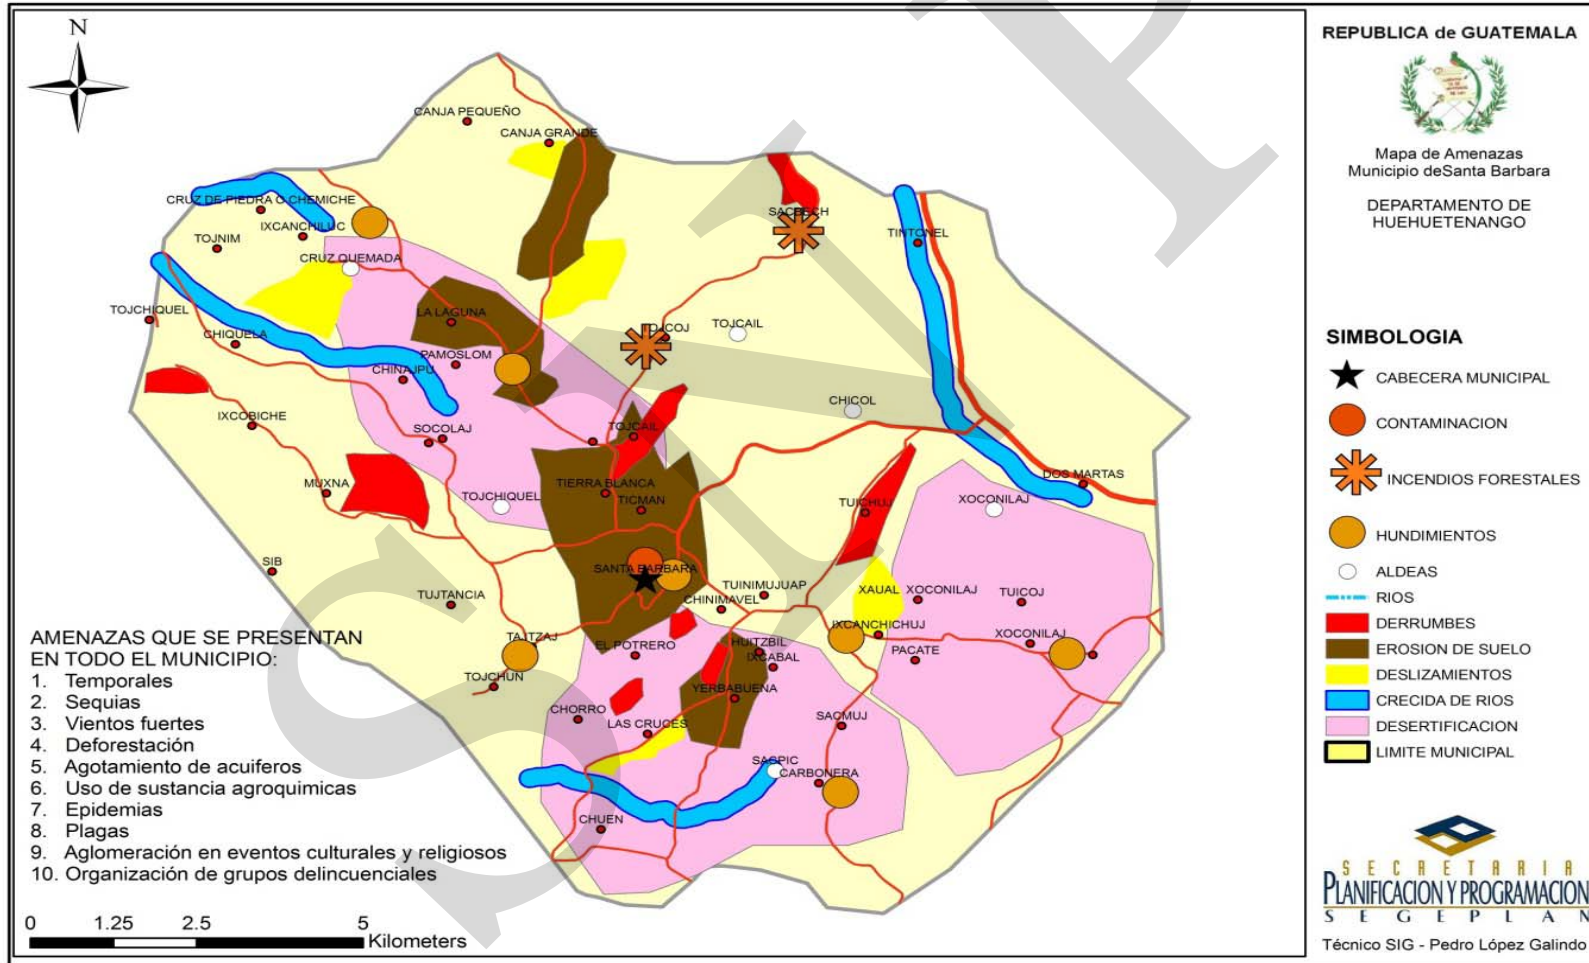 N
CANJA PEQUEÑO
CANJA GRANDE
CRUZ DE PIEDRA O CHEMICHE
IXCANCHILUC
TOJNIM
CRUZ QUEMADA
SACPECH
TINTONEL
TOJCHIQUEL
CHIQUELA
LA LAGUNA
TOJCOJ
TOJCAIL
PAMOSLOM
CHINAJPU
IXCOBICHE
SOCOLAJ
TOJCAIL
CHICOL
MUXNA
TOJCHIQUEL
TIERRA BLANCA
TICMAN
TUICHUJ
XOCONILAJ
DOS MARTAS
SIB
SANTA BARBARA
TUJTANCIA
CHINIMAVEL
TUINIMUJUAP
XAUAL
XOCONILAJ
TUICOJ
TAJTZAJ
EL POTRERO
HUITZBIL
IXCABAL
IXCANCHICHUJ
PACATE
XOCONILAJ
TOJCHUN
YERBABUENA
CHORRO
LAS CRUCES
SACMUJ
SACPIC
CARBONERA
CHUEN
AMENAZAS QUE SE PRESENTAN
EN TODO EL MUNICIPIO:
1. Temporales
2. Sequias
3. Vientos fuertes
4. Deforestación
5. Agotamiento de acuiferos
6. Uso de sustancia agroquimicas
7. Epidemias
8. Plagas
9. Aglomeración en eventos culturales y religiosos
10. Organización de grupos delincuenciales
0 1.25 2.5 5
Kilometers
REPUBLICA de GUATEMALA
Mapa de Amenazas
Municipio deSanta Barbara
DEPARTAMENTO DE
HUEHUETENANGO
SIMBOLOGIA
CABECERA MUNICIPAL
CONTAMINACION
INCENDIOS FORESTALES
HUNDIMIENTOS
ALDEAS
RIOS
DERRUMBES
EROSION DE SUELO
DESLIZAMIENTOS
CRECIDA DE RIOS
DESERTIFICACION
LIMITE MUNICIPAL
SECRETARIA
PLANIFICACION Y PROGRAMACION
SEGEPLAN
Técnico SIG - Pedro López Galindo